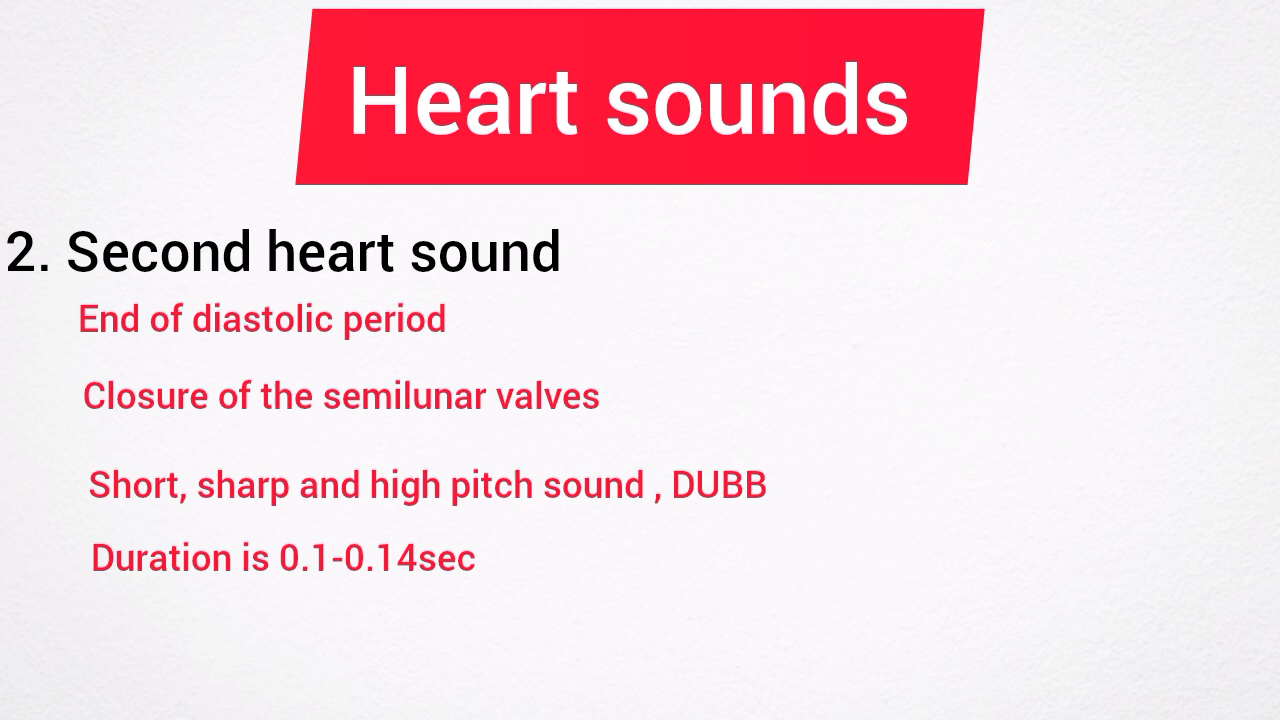 Heart sounds
2. Second heart sound
End of diastolic period
Closure of the semilunar valves
Short, sharp and high pitch sound , DUBB
Duration is 0.1-0.14sec